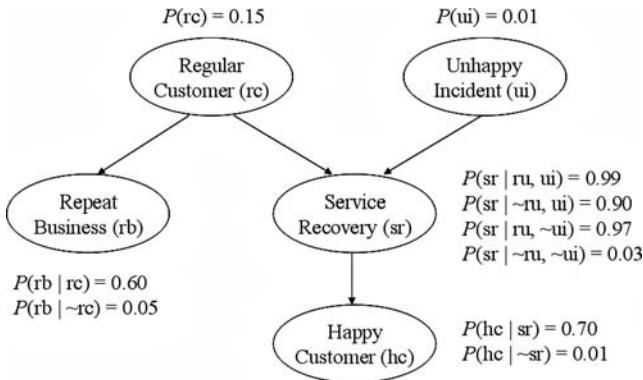 P(rc) = 0.15
P(ui) = 0.01
Regular
Customer (rc)
Unhappy
Incident (ui)
Repeat
Business (rb)
Service
Recovery (sr)
P(sr | ru, ui) = 0.99
P(sr | ~ru, ui) = 0.90
P(sr | ru, ~ui) = 0.97
P(sr | ~ru, ~ui) = 0.03
P(rb | rc) = 0.60
P(rb | ~rc) = 0.05
Happy
Customer (hc)
P(hc | sr) = 0.70
P(hc | ~sr) = 0.01